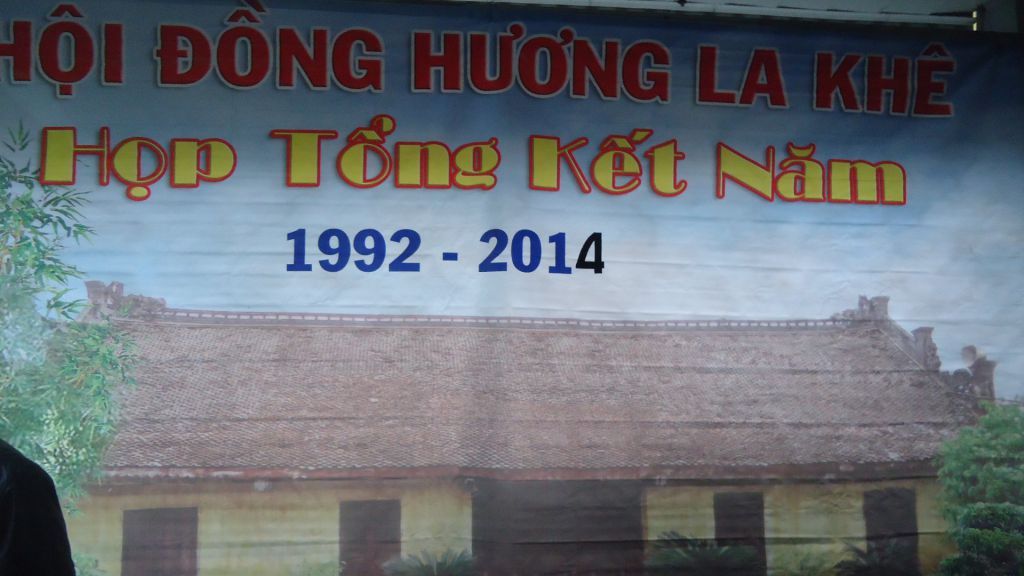 HỘI ĐỒNG HƯƠNG LA KHÊ
Họp Tổng Kết Năm
1992 - 2014